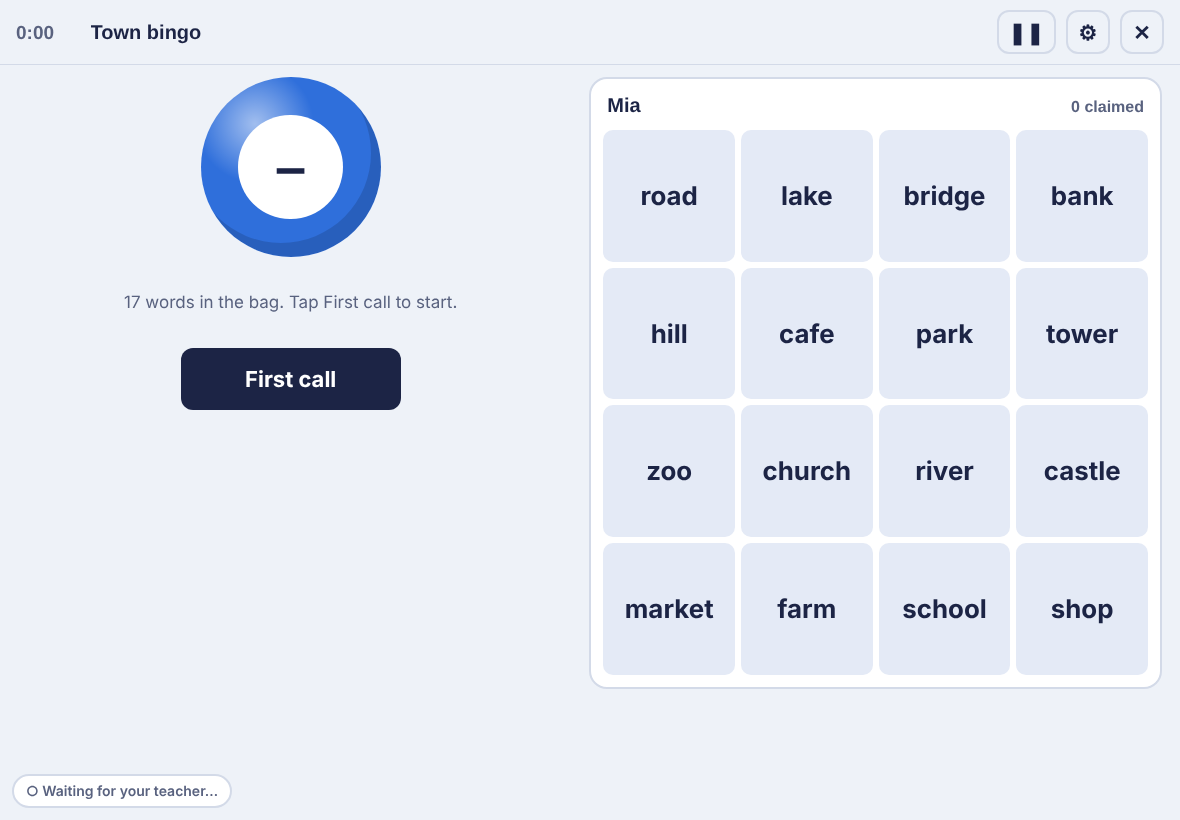 0:00 Town bingo
–
17 words in the bag. Tap First call to start.
First call
Mia 0 claimed
road lake bridge bank
hill cafe park tower
zoo church river castle
market farm school shop
Waiting for your teacher...